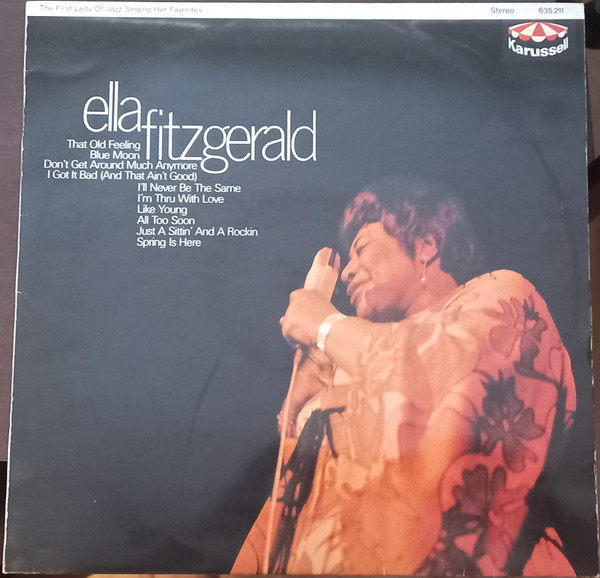 The First Lady Of Jazz Singing Her Favorites
Stereo 635 211
Karussell
ella
fitzgerald
That Old Feeling
Blue Moon
Don't Get Around Much Anymore
I Got It Bad (And That Ain't Good)
I'll Never Be The Same
I'm Thru With Love
Like Young
All Too Soon
Just A Sittin' And A Rockin
Spring Is Here